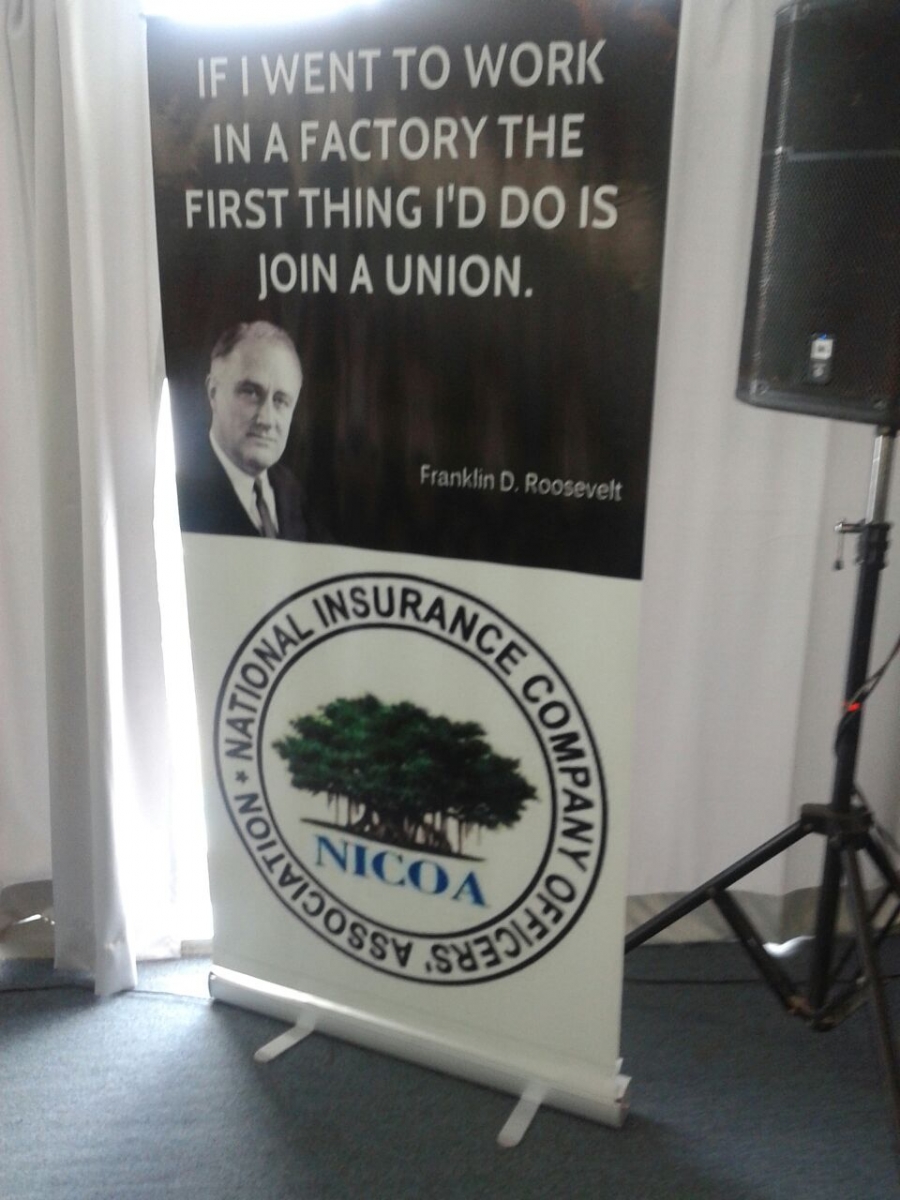 IF I WENT TO WORK
IN A FACTORY THE
FIRST THING I'D DO IS
JOIN A UNION.
Franklin D. Roosevelt
* NATIONAL INSURANCE COMPANY OFFICERS' ASSOCIATION
NICOA